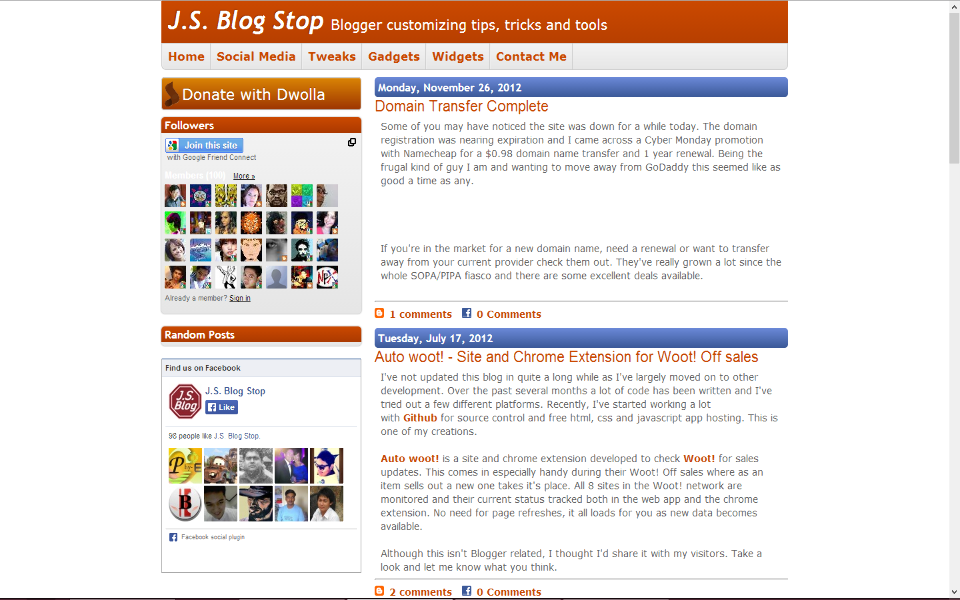 J.S. Blog Stop Blogger customizing tips, tricks and tools
Home Social Media Tweaks Gadgets Widgets Contact Me
Donate with Dwolla
Followers
Join this site
with Google Friend Connect
Members (300) More »
Already a member? Sign in
Random Posts
Find us on Facebook
J.S. Blog Stop
Like
J.S.
Blog
98 people like J.S. Blog Stop.
Facebook social plugin
Monday, November 26, 2012
Domain Transfer Complete
Some of you may have noticed the site was down for a while today. The domain
registration was nearing expiration and I came across a Cyber Monday promotion
with Namecheap for a $0.98 domain name transfer and 1 year renewal. Being the
frugal kind of guy I am and wanting to move away from GoDaddy this seemed like as
good a time as any.
If you're in the market for a new domain name, need a renewal or want to transfer
away from your current provider check them out. They've really grown a lot since the
whole SOPA/PIPA fiasco and there are some excellent deals available.
1 comments 0 Comments
Tuesday, July 17, 2012
Auto woot! - Site and Chrome Extension for Woot! Off sales
I've not updated this blog in quite a long while as I've largely moved on to other
development. Over the past several months a lot of code has been written and I've
tried out a few different platforms. Recently, I've started working a lot
with Github for source control and free html, css and javascript app hosting. This is
one of my creations.
Auto woot! is a site and chrome extension developed to check Woot! for sales
updates. This comes in especially handy during their Woot! Off sales where as an
item sells out a new one takes it's place. All 8 sites in the Woot! network are
monitored and their current status tracked both in the web app and the chrome
extension. No need for page refreshes, it all loads for you as new data becomes
available.
Although this isn't Blogger related, I thought I'd share it with my visitors. Take a
look and let me know what you think.
2 comments 0 Comments